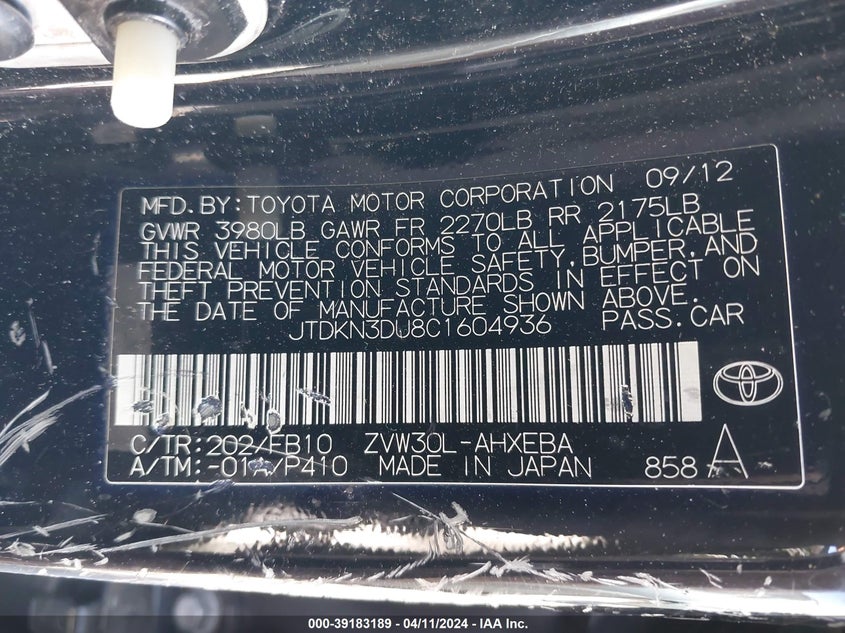 MFD. BY: TOYOTA MOTOR CORPORATION 09/12
GVWR 3980LB GAWR FR 2270LB RR 2175LB
THIS VEHICLE CONFORMS TO ALL APPLICABLE
FEDERAL MOTOR VEHICLE SAFETY, BUMPER, AND
THEFT PREVENTION STANDARDS IN EFFECT ON
THE DATE OF MANUFACTURE SHOWN ABOVE.
JTDKN3DU8C1604936 PASS. CAR
C/TR: 202/FB10 ZVW30L-AHXEBA
A/TM: -01A/P410 MADE IN JAPAN 858 A
000-39183189 - 04/11/2024 - IAA Inc.